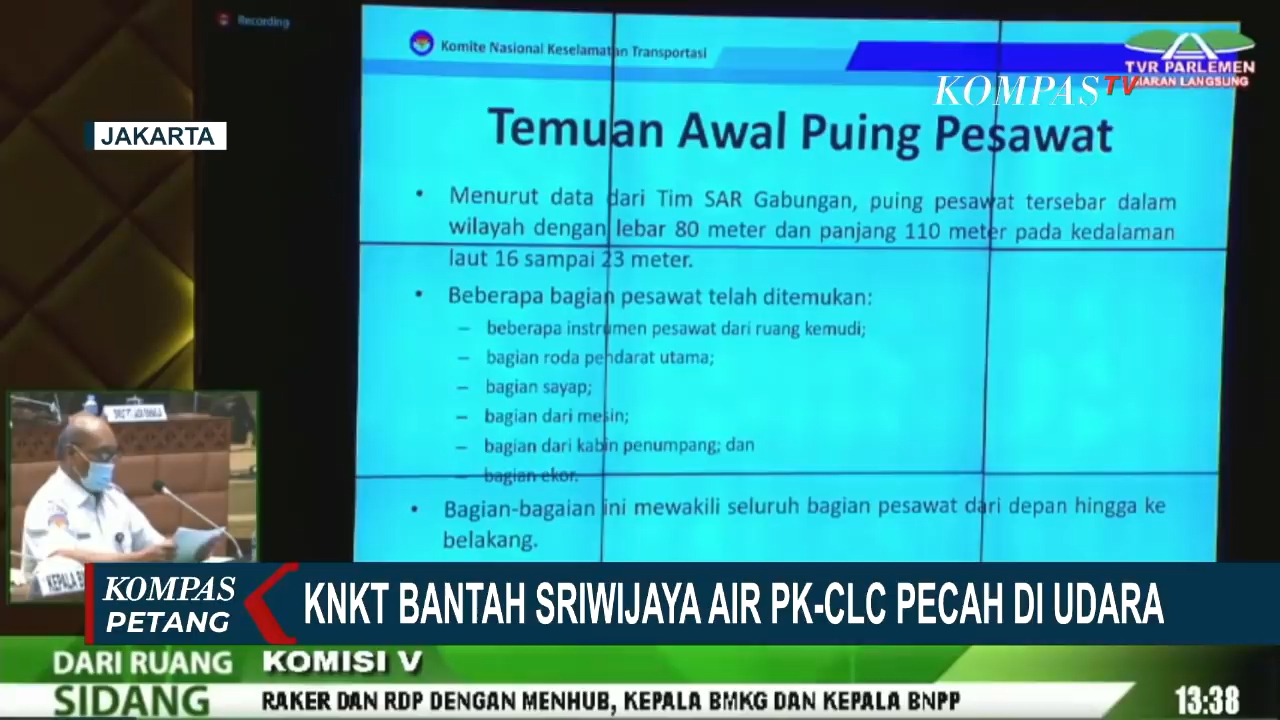 Recording
Komite Nasional Keselamatan Transportasi
TVR PARLEMEN
SIARAN LANGSUNG
KOMPAS TV
JAKARTA
Temuan Awal Puing Pesawat
• Menurut data dari Tim SAR Gabungan, puing pesawat tersebar dalam
wilayah dengan lebar 80 meter dan panjang 110 meter pada kedalaman
laut 16 sampai 23 meter.
• Beberapa bagian pesawat telah ditemukan:
– beberapa instrumen pesawat dari ruang kemudi;
– bagian roda pendarat utama;
– bagian sayap;
– bagian dari mesin;
– bagian dari kabin penumpang; dan
– bagian ekor.
• Bagian-bagaian ini mewakili seluruh bagian pesawat dari depan hingga ke
belakang.
KEPALA
KOMPAS
PETANG
KNKT BANTAH SRIWIJAYA AIR PK-CLC PECAH DI UDARA
DARI RUANG
SIDANG
KOMISI V
RAKER DAN RDP DENGAN MENHUB, KEPALA BMKG DAN KEPALA BNPP
13:38